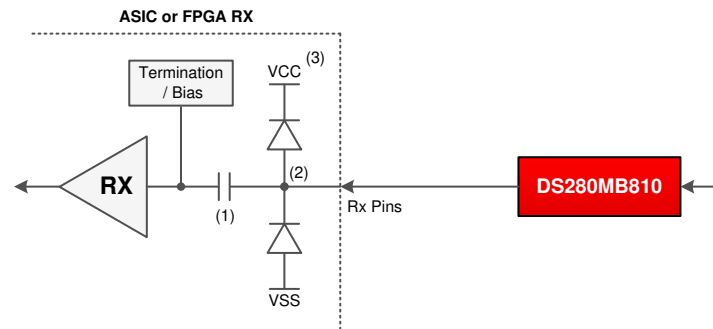 ASIC or FPGA RX
Termination
/ Bias
VCC
(3)
RX
(1)
(2)
Rx Pins
DS280MB810
VSS